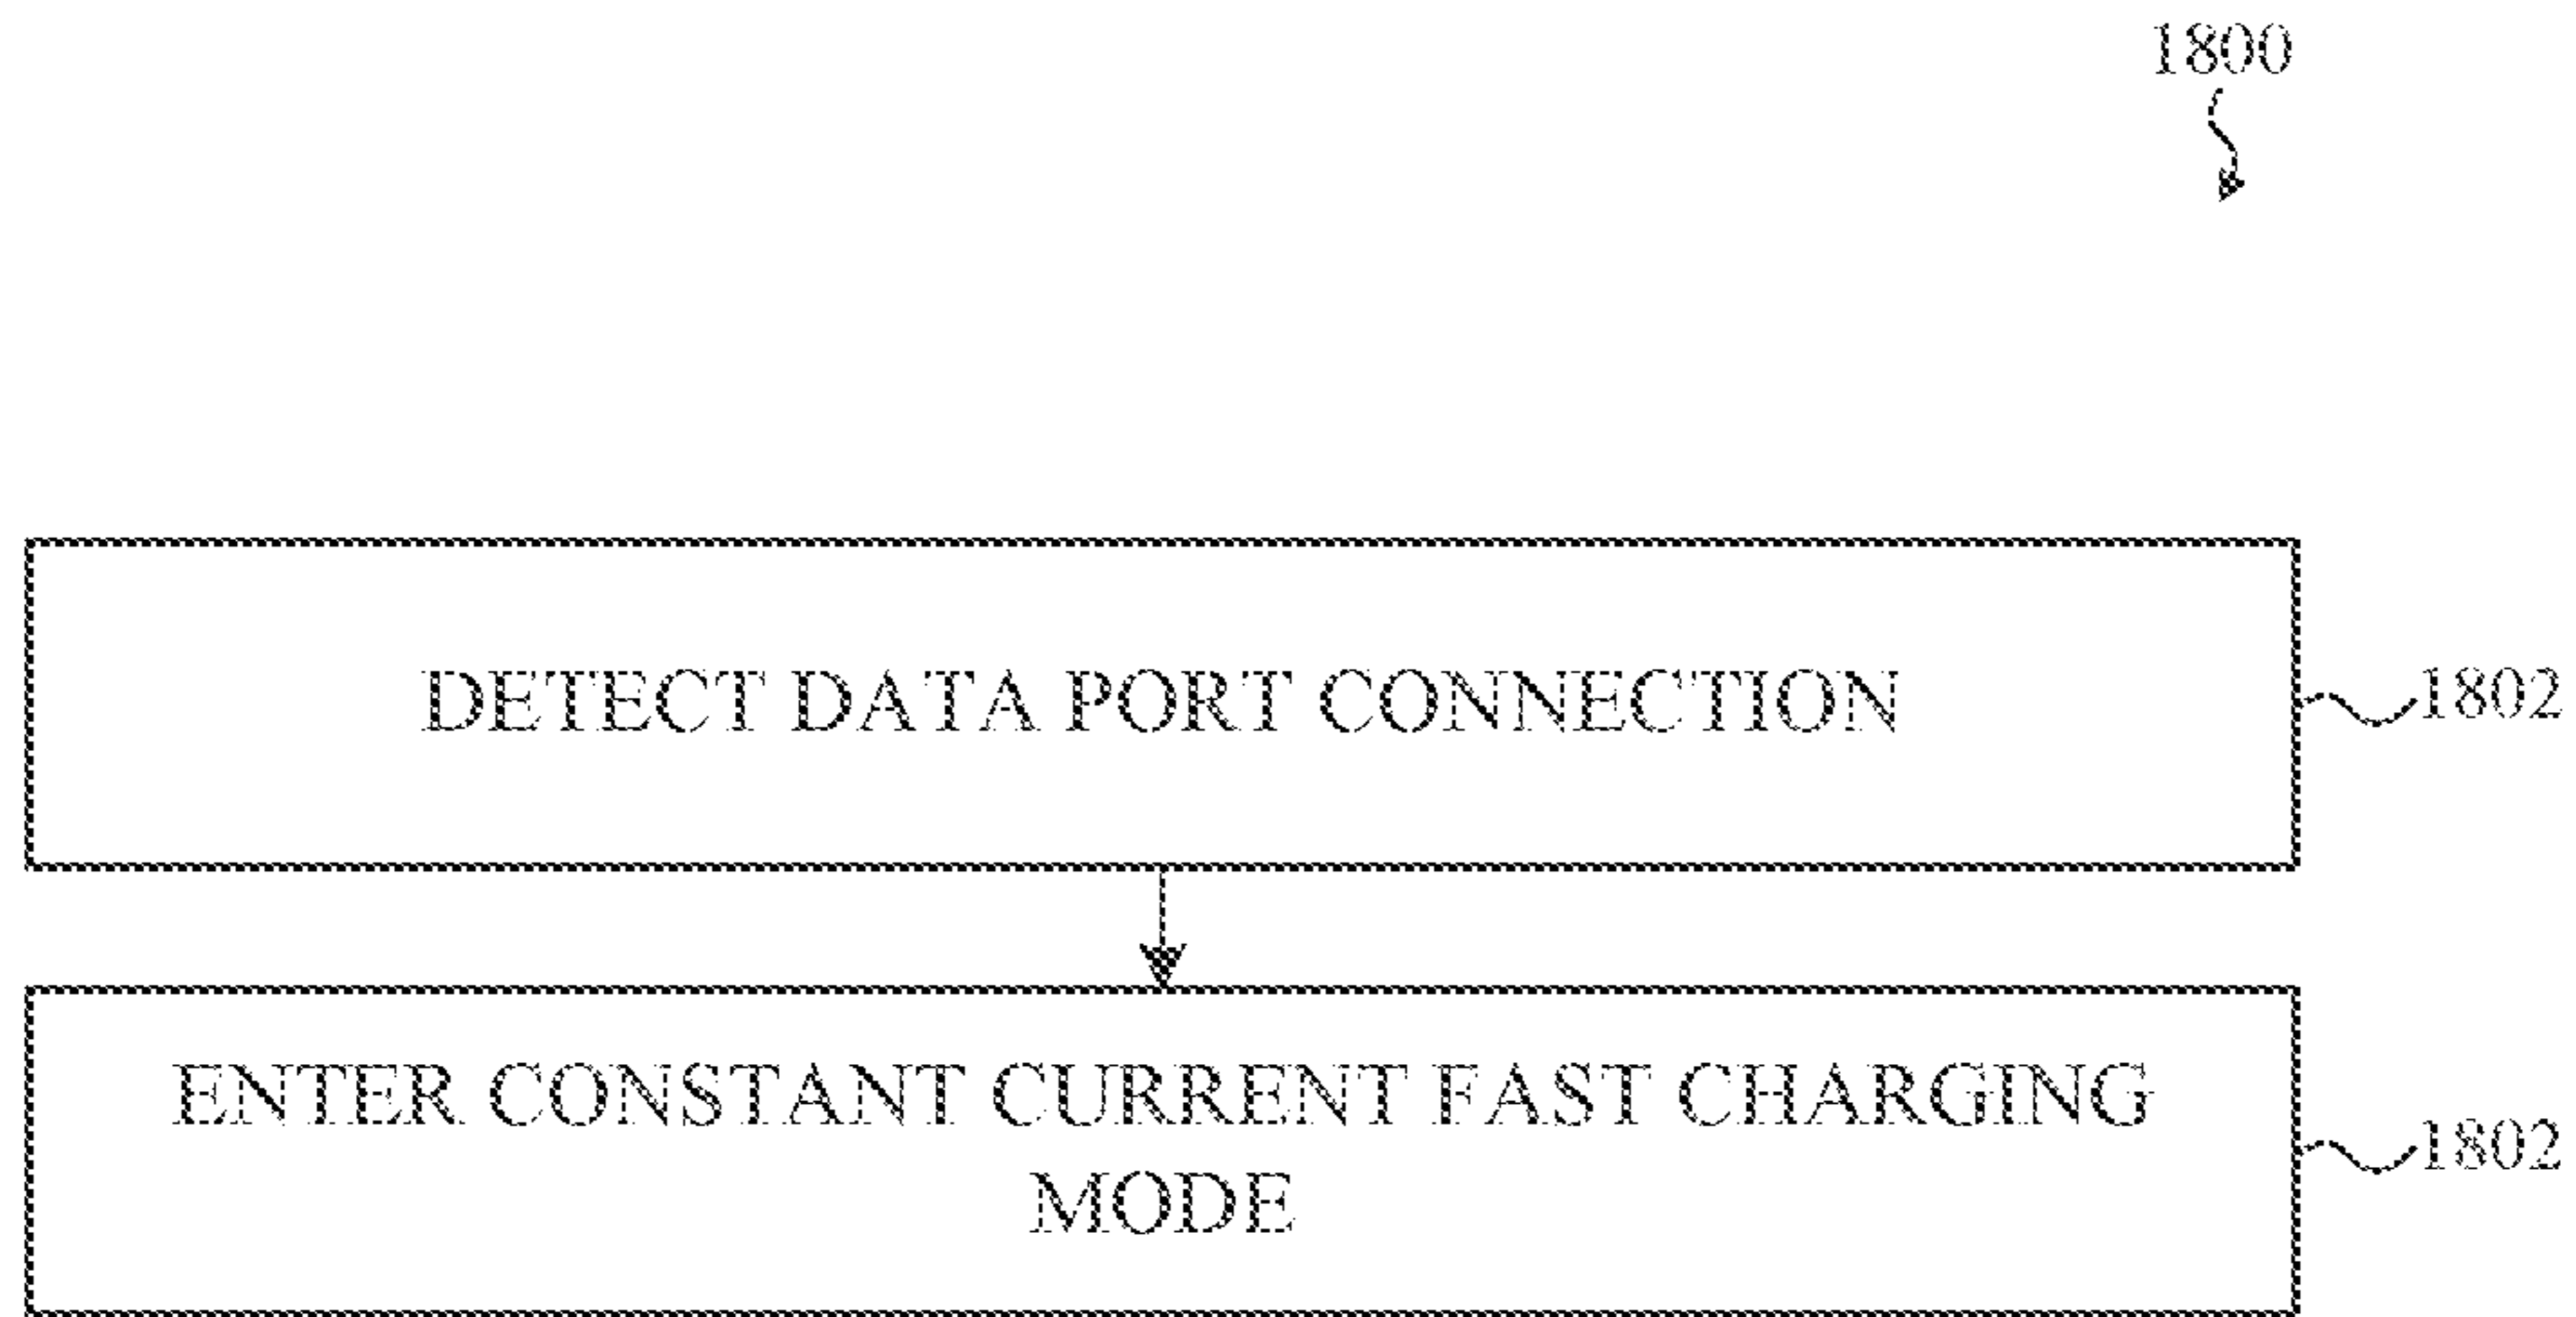 1800
DETECT DATA PORT CONNECTION
1802
ENTER CONSTANT CURRENT FAST CHARGING
MODE
1802